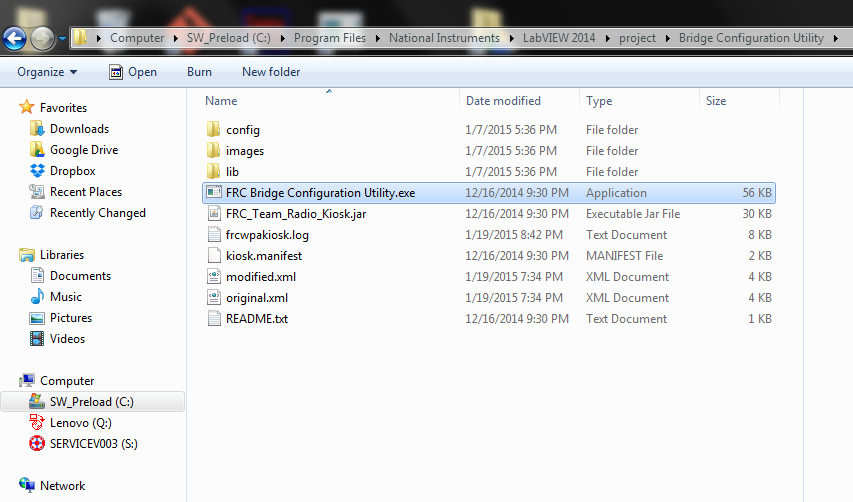 Computer ▸ SW_Preload (C:) ▸ Program Files ▸ National Instruments ▸ LabVIEW 2014 ▸ project ▸ Bridge Configuration Utility ▸
Organize Open Burn New folder
Favorites
Downloads
Google Drive
Dropbox
Recent Places
Recently Changed
Libraries
Documents
Music
Pictures
Videos
Computer
SW_Preload (C:)
Lenovo (Q:)
SERVICEV003 (S:)
Network
Name Date modified Type Size
config 1/7/2015 5:36 PM File folder
images 1/7/2015 5:36 PM File folder
lib 1/7/2015 5:36 PM File folder
FRC Bridge Configuration Utility.exe 12/16/2014 9:30 PM Application 56 KB
FRC_Team_Radio_Kiosk.jar 12/16/2014 9:30 PM Executable Jar File 30 KB
frcwpakiosk.log 1/19/2015 8:42 PM Text Document 8 KB
kiosk.manifest 12/16/2014 9:30 PM MANIFEST File 2 KB
modified.xml 1/19/2015 7:34 PM XML Document 4 KB
original.xml 1/19/2015 7:34 PM XML Document 4 KB
README.txt 12/16/2014 9:30 PM Text Document 1 KB